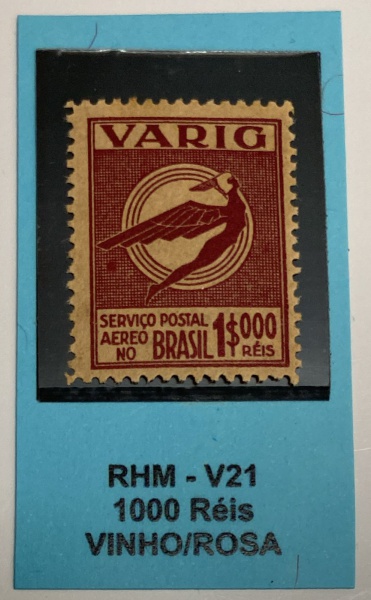 VARIG
SERVIÇO POSTAL
AEREO
NO BRASIL 1$000
RÉIS
RHM - V21
1000 Réis
VINHO/ROSA